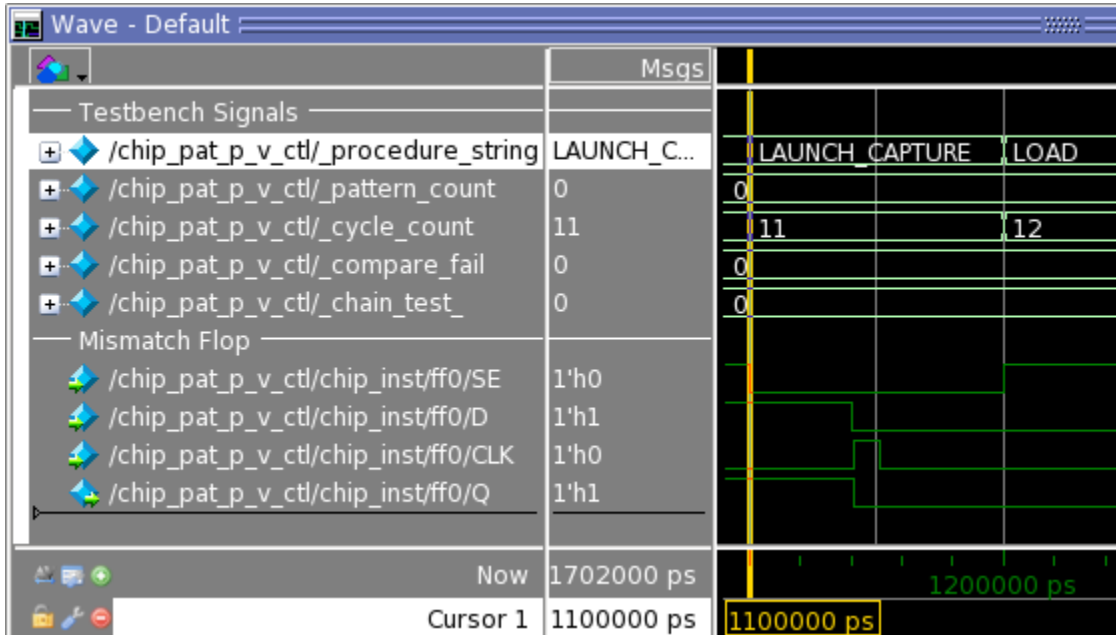 Wave - Default
Msgs
Testbench Signals
/chip_pat_p_v_ctl/_procedure_string LAUNCH_C... LAUNCH_CAPTURE LOAD
/chip_pat_p_v_ctl/_pattern_count 0 0
/chip_pat_p_v_ctl/_cycle_count 11 11 12
/chip_pat_p_v_ctl/_compare_fail 0 0
/chip_pat_p_v_ctl/_chain_test_ 0 0
Mismatch Flop
/chip_pat_p_v_ctl/chip_inst/ff0/SE 1'h0
/chip_pat_p_v_ctl/chip_inst/ff0/D 1'h1
/chip_pat_p_v_ctl/chip_inst/ff0/CLK 1'h0
/chip_pat_p_v_ctl/chip_inst/ff0/Q 1'h1
Now 1702000 ps 1200000 ps
Cursor 1 1100000 ps 1100000 ps